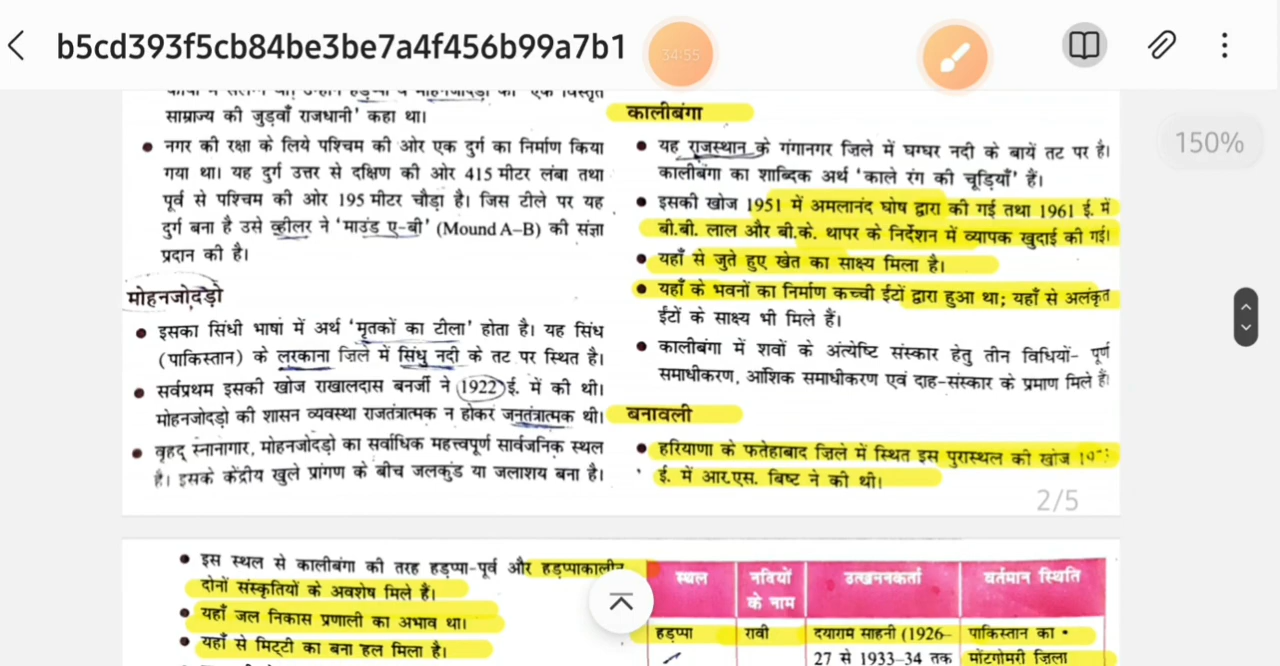 b5cd393f5cb84be3be7a4f456b99a7b1
34:55
150%
साम्राज्य की जुड़वाँ राजधानी' कहा था।
● नगर की रक्षा के लिये पश्चिम की ओर एक दुर्ग का निर्माण किया
गया था। यह दुर्ग उत्तर से दक्षिण की ओर 415 मीटर लंबा तथा
पूर्व से पश्चिम की ओर 195 मीटर चौड़ा है। जिस टीले पर यह
दुर्ग बना है उसे व्हीलर ने 'माउंड ए-बी' (Mound A–B) की संज्ञा
प्रदान की है।
मोहनजोदड़ो
● इसका सिंधी भाषा में अर्थ 'मृतकों का टीला' होता है। यह सिंध
(पाकिस्तान) के लरकाना ज़िले में सिंधु नदी के तट पर स्थित है।
● सर्वप्रथम इसकी खोज राखालदास बनर्जी ने 1922 ई. में की थी।
मोहनजोदड़ो की शासन व्यवस्था राजतंत्रात्मक न होकर जनतंत्रात्मक थी।
● वृहद् स्नानागार, मोहनजोदड़ो का सर्वाधिक महत्त्वपूर्ण सार्वजनिक स्थल
है। इसके केंद्रीय खुले प्रांगण के बीच जलकुंड या जलाशय बना है।
कालीबंगा
● यह राजस्थान के गंगानगर ज़िले में घग्घर नदी के बायें तट पर है।
कालीबंगा का शाब्दिक अर्थ 'काले रंग की चूड़ियाँ' हैं।
● इसकी खोज 1951 में अमलानंद घोष द्वारा की गई तथा 1961 ई. में
बी.बी. लाल और बी.के. थापर के निर्देशन में व्यापक खुदाई की गई।
● यहाँ से जुते हुए खेत का साक्ष्य मिला है।
● यहाँ के भवनों का निर्माण कच्ची ईंटों द्वारा हुआ था; यहाँ से अलंकृत
ईंटों के साक्ष्य भी मिले हैं।
● कालीबंगा में शवों के अंत्येष्टि संस्कार हेतु तीन विधियों- पूर्ण
समाधीकरण, आंशिक समाधीकरण एवं दाह-संस्कार के प्रमाण मिले हैं।
बनावली
● हरियाणा के फतेहाबाद ज़िले में स्थित इस पुरास्थल की खोज
ई. में आर.एस. बिष्ट ने की थी।
2/5
● इस स्थल से कालीबंगा की तरह हड़प्पा-पूर्व और हड़प्पाकालीन
दोनों संस्कृतियों के अवशेष मिले हैं।
● यहाँ जल निकास प्रणाली का अभाव था।
● यहाँ से मिट्टी का बना हल मिला है।
स्थल नदियों के नाम उत्खननकर्ता वर्तमान स्थिति
हड़प्पा रावी दयाराम साहनी (1926– पाकिस्तान का
27 से 1933–34 तक मोंटगोमरी ज़िला